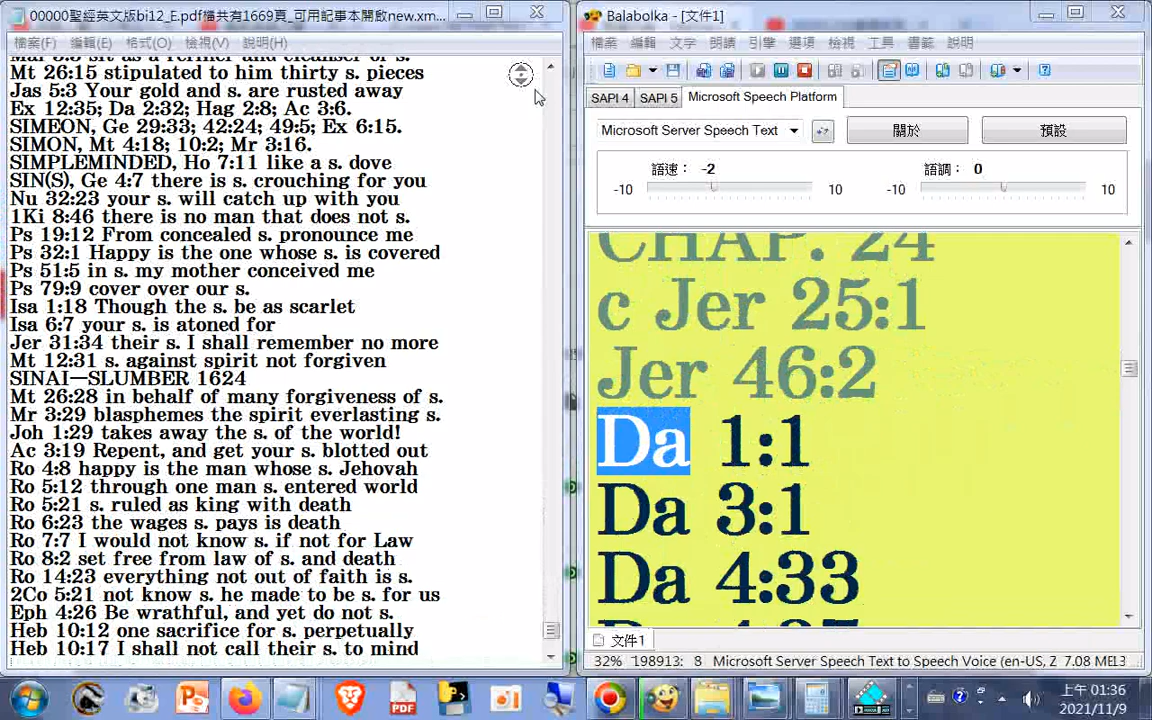 00000聖經英文版bi12_E.pdf檔共有1669頁_可用記事本開啟new.xm...
檔案(F) 編輯(E) 格式(O) 檢視(V) 說明(H)
Mal 3:3 sit as a refiner and cleanser of s.
Mt 26:15 stipulated to him thirty s. pieces
Jas 5:3 Your gold and s. are rusted away
Ex 12:35; Da 2:32; Hag 2:8; Ac 3:6.
SIMEON, Ge 29:33; 42:24; 49:5; Ex 6:15.
SIMON, Mt 4:18; 10:2; Mr 3:16.
SIMPLEMINDED, Ho 7:11 like a s. dove
SIN(S), Ge 4:7 there is s. crouching for you
Nu 32:23 your s. will catch up with you
1Ki 8:46 there is no man that does not s.
Ps 19:12 From concealed s. pronounce me
Ps 32:1 Happy is the one whose s. is covered
Ps 51:5 in s. my mother conceived me
Ps 79:9 cover over our s.
Isa 1:18 Though the s. be as scarlet
Isa 6:7 your s. is atoned for
Jer 31:34 their s. I shall remember no more
Mt 12:31 s. against spirit not forgiven
SINAI—SLUMBER 1624
Mt 26:28 in behalf of many forgiveness of s.
Mr 3:29 blasphemes the spirit everlasting s.
Joh 1:29 takes away the s. of the world!
Ac 3:19 Repent, and get your s. blotted out
Ro 4:8 happy is the man whose s. Jehovah
Ro 5:12 through one man s. entered world
Ro 5:21 s. ruled as king with death
Ro 6:23 the wages s. pays is death
Ro 7:7 I would not know s. if not for Law
Ro 8:2 set free from law of s. and death
Ro 14:23 everything not out of faith is s.
2Co 5:21 not know s. he made to be s. for us
Eph 4:26 Be wrathful, and yet do not s.
Heb 10:12 one sacrifice for s. perpetually
Heb 10:17 I shall not call their s. to mind
Balabolka - [文件1]
檔案 編輯 文字 朗讀 引擎 選項 檢視 工具 書籤 說明
SAPI 4 SAPI 5 Microsoft Speech Platform
Microsoft Server Speech Text 關於 預設
語速： -2 語調： 0
-10 10 -10 10
CHAP. 24
c Jer 25:1
Jer 46:2
Da 1:1
Da 3:1
Da 4:33
文件1
32% 198913: 8 Microsoft Server Speech Text to Speech Voice (en-US, Z 7.08 МЕ13
上午 01:36
2021/11/9